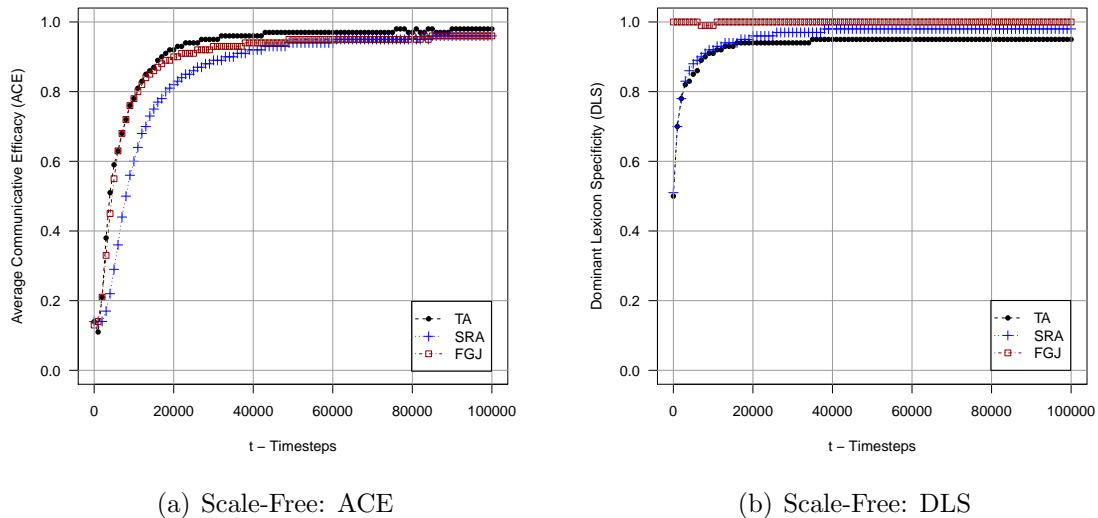 Average Communicative Efficacy (ACE)
1.0
0.8
0.6
0.4
0.2
0.0
TA
SRA
FGJ
0 20000 40000 60000 80000 100000
t − Timesteps
(a) Scale-Free: ACE
Dominant Lexicon Specificity (DLS)
1.0
0.8
0.6
0.4
0.2
0.0
TA
SRA
FGJ
0 20000 40000 60000 80000 100000
t − Timesteps
(b) Scale-Free: DLS